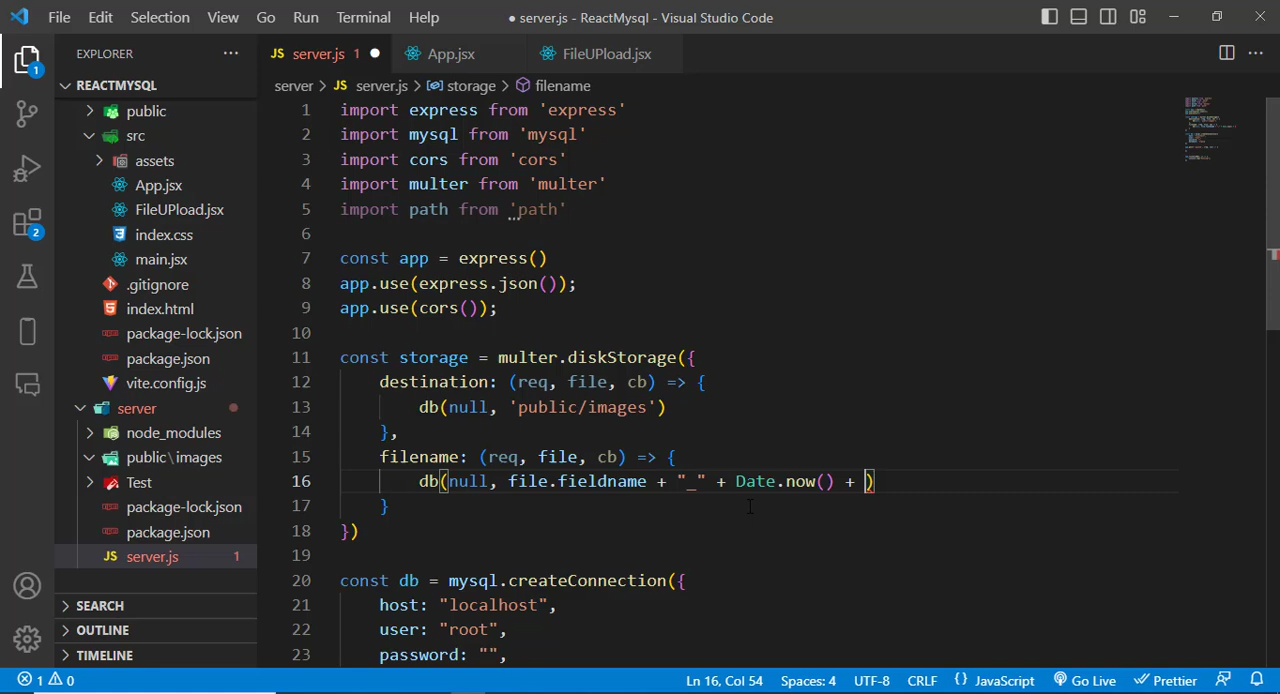 File Edit Selection View Go Run Terminal Help ● server.js - ReactMysql - Visual Studio Code
EXPLORER ···
JS server.js 1 ● App.jsx FileUPload.jsx ···
1
REACTMYSQL
server > JS server.js > storage > filename
public
src
assets
App.jsx
FileUPload.jsx
index.css
main.jsx
.gitignore
index.html
package-lock.json
package.json
vite.config.js
server
node_modules
public\images
Test
package-lock.json
package.json
JS server.js 1
SEARCH
OUTLINE
TIMELINE
2
1 import express from 'express'
2 import mysql from 'mysql'
3 import cors from 'cors'
4 import multer from 'multer'
5 import path from 'path'
6
7 const app = express()
8 app.use(express.json());
9 app.use(cors());
10
11 const storage = multer.diskStorage({
12 destination: (req, file, cb) => {
13 db(null, 'public/images')
14 },
15 filename: (req, file, cb) => {
16 db(null, file.fieldname + "_" + Date.now() + )
17 }
18 })
19
20 const db = mysql.createConnection({
21 host: "localhost",
22 user: "root",
23 password: "",
1 0 Ln 16, Col 54 Spaces: 4 UTF-8 CRLF {} JavaScript Go Live Prettier